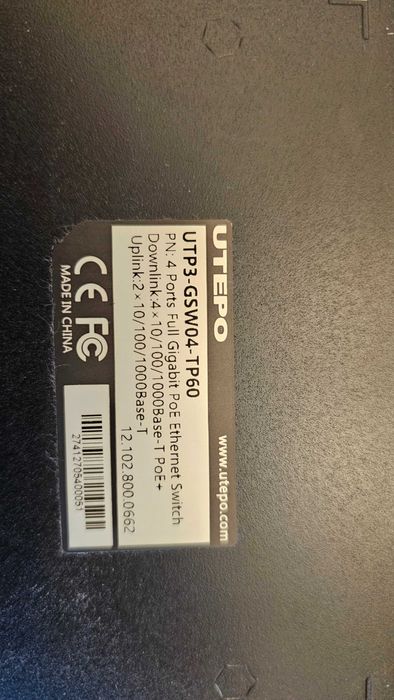 UTEPO
www.utepo.com
UTP3-GSW04-TP60
PN: 4 Ports Full Gigabit PoE Ethernet Switch
Downlink:4×10/100/1000Base-T PoE+
Uplink:2×10/100/1000Base-T
12.102.800.0662
CE FC
MADE IN CHINA
27412705400051